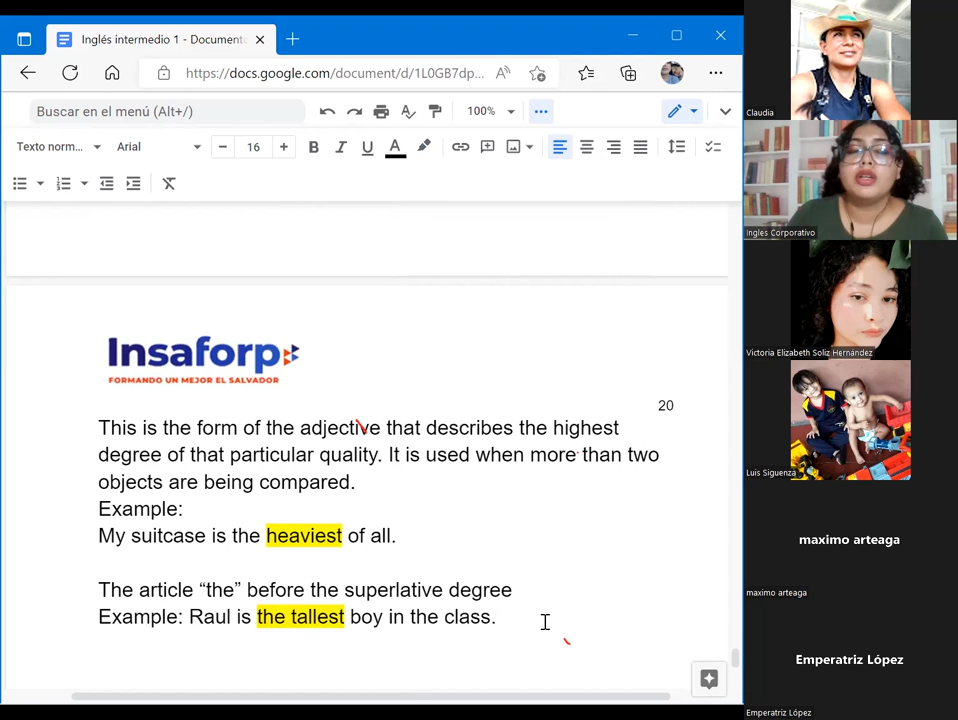 Inglés intermedio 1 - Documento
https://docs.google.com/document/d/1L0GB7dp...
Buscar en el menú (Alt+/)
100%
Texto norm...
Arial
16
Insaforp
FORMANDO UN MEJOR EL SALVADOR
20
This is the form of the adjective that describes the highest
degree of that particular quality. It is used when more than two
objects are being compared.
Example:
My suitcase is the heaviest of all.
The article “the” before the superlative degree
Example: Raul is the tallest boy in the class.
Claudia
Ingles Corporativo
Victoria Elizabeth Soliz Hernández
Luis Siguenza
maximo arteaga
maximo arteaga
Emperatriz López
Emperatriz López